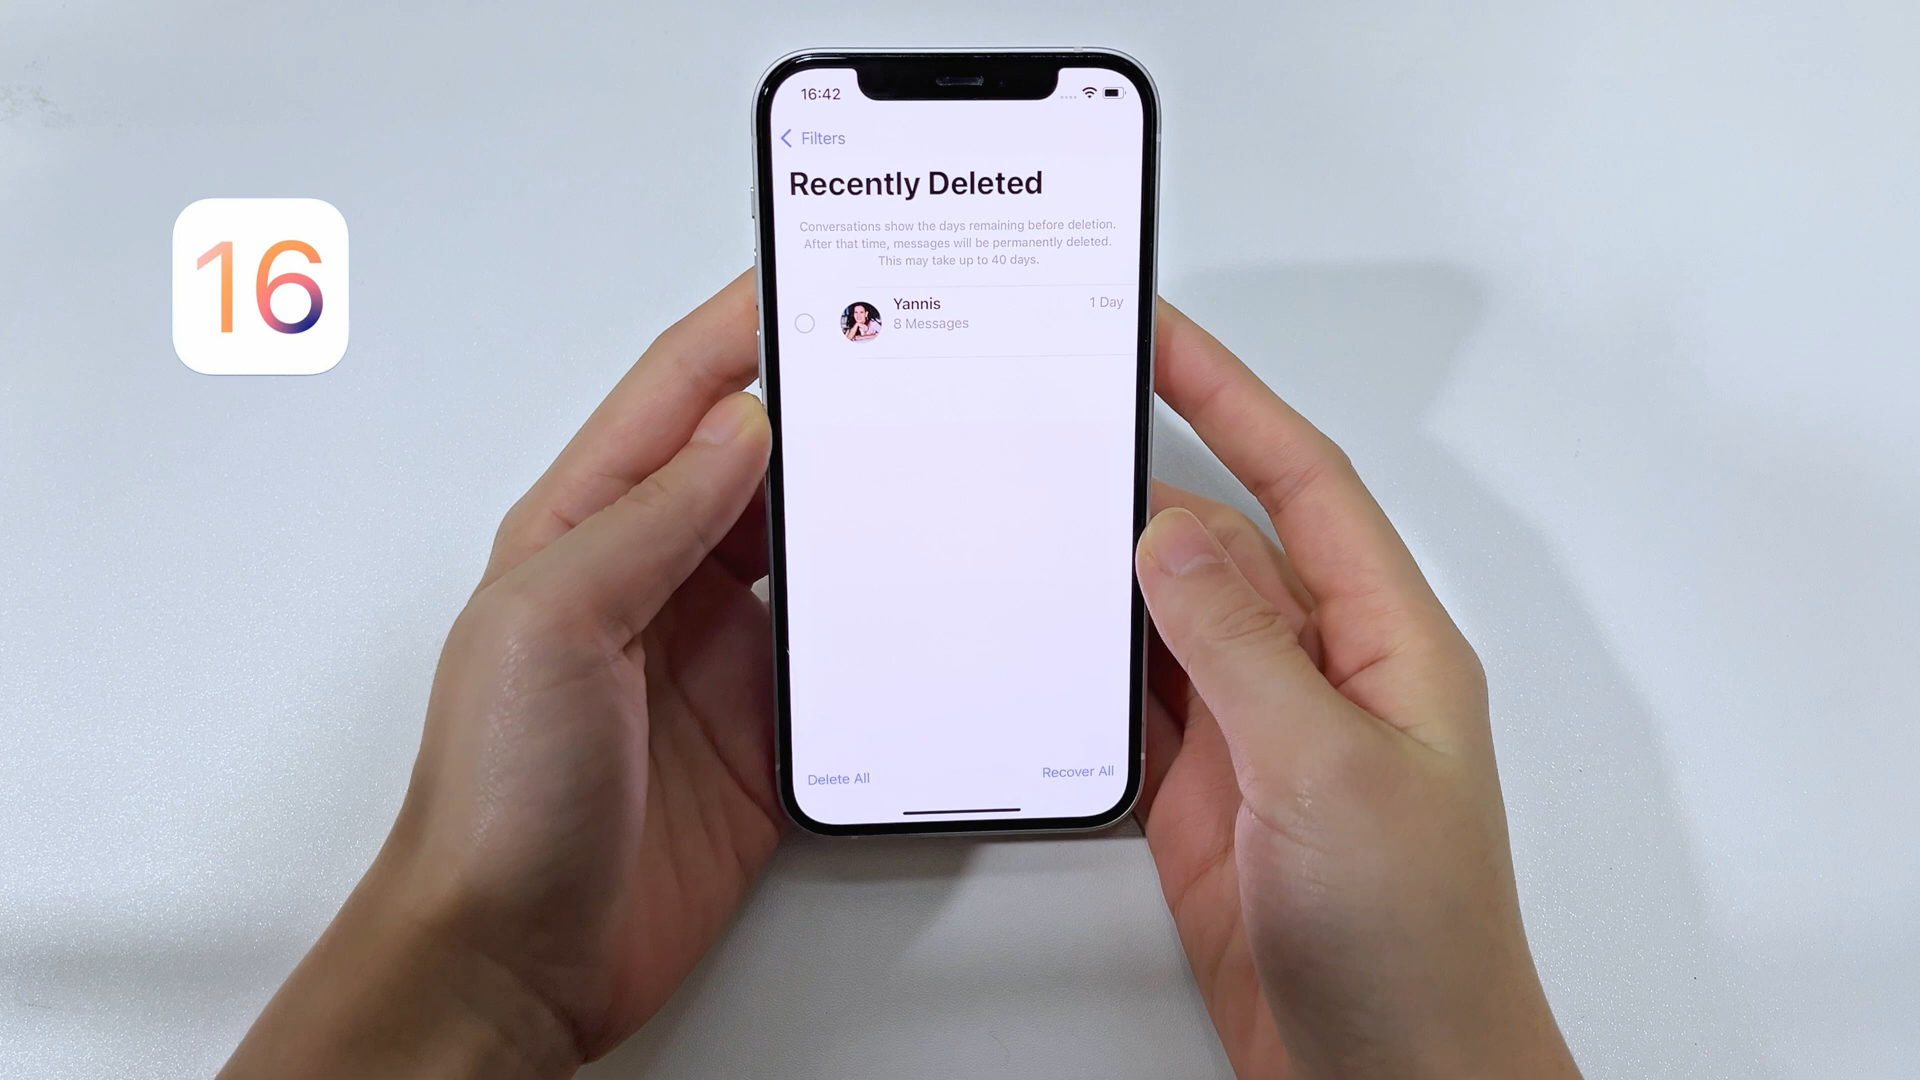 16
16:42
Filters
Recently Deleted
Conversations show the days remaining before deletion.
After that time, messages will be permanently deleted.
This may take up to 40 days.
Yannis
1 Day
8 Messages
Delete All
Recover All